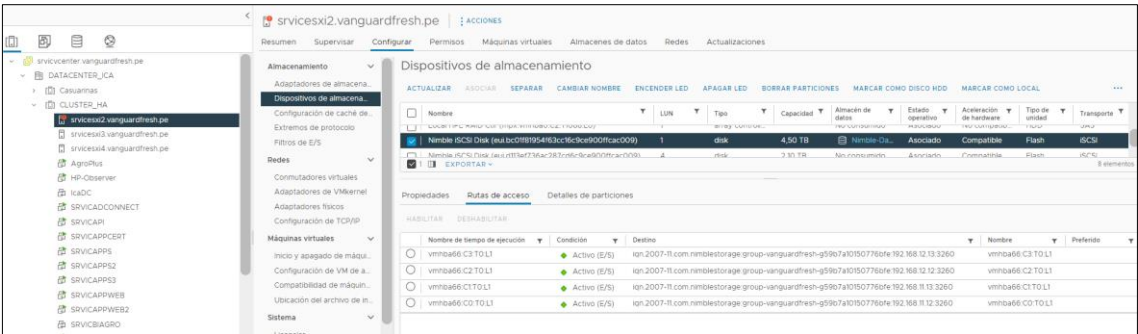 srvicesxi2.vanguardfresh.pe
ACCIONES
Resumen Supervisar Configurar Permisos Máquinas virtuales Almacenes de datos Redes Actualizaciones
srvicvcenter.vanguardfresh.pe
DATACENTER_ICA
Casuarinas
CLUSTER_HA
srvicesxi2.vanguardfresh.pe
srvicesxi3.vanguardfresh.pe
srvicesxi4.vanguardfresh.pe
AgroPlus
HP-Observer
IcaDC
SRVICADCONNECT
SRVICAPI
SRVICAPPCERT
SRVICAPPS
SRVICAPPS2
SRVICAPPS3
SRVICAPPWEB
SRVICAPPWEB2
SRVICBIAGRO
Almacenamiento
Adaptadores de almacena...
Dispositivos de almacena...
Configuración de caché de...
Extremos de protocolo
Filtros de E/S
Redes
Conmutadores virtuales
Adaptadores de VMkernel
Adaptadores físicos
Configuración de TCP/IP
Máquinas virtuales
Inicio y apagado de máqui...
Configuración de VM de a...
Compatibilidad de máquin...
Ubicación del archivo de in...
Sistema
Dispositivos de almacenamiento
ACTUALIZAR ASOCIAR SEPARAR CAMBIAR NOMBRE ENCENDER LED APAGAR LED BORRAR PARTICIONES MARCAR COMO DISCO HDD MARCAR COMO LOCAL ...
Nombre LUN Tipo Capacidad Almacén de datos Estado operativo Aceleración de hardware Tipo de unidad Transporte
Nimble iSCSI Disk (eui.bc01f81954f63cc16c9ce900ffcac009) 1 disk 4,50 TB Nimble-Da... Asociado Compatible Flash iSCSI
EXPORTAR
8 elementos
Propiedades Rutas de acceso Detalles de particiones
HABILITAR DESHABILITAR
Nombre de tiempo de ejecución Condición Destino Nombre Preferido
vmhba66:C3:T0:L1 Activo (E/S) iqn.2007-11.com.nimblestorage:group-vanguardfresh-g59b7a10150776bfe:192.168.12.13:3260 vmhba66:C3:T0:L1
vmhba66:C2:T0:L1 Activo (E/S) iqn.2007-11.com.nimblestorage:group-vanguardfresh-g59b7a10150776bfe:192.168.12.12:3260 vmhba66:C2:T0:L1
vmhba66:C1:T0:L1 Activo (E/S) iqn.2007-11.com.nimblestorage:group-vanguardfresh-g59b7a10150776bfe:192.168.11.13:3260 vmhba66:C1:T0:L1
vmhba66:C0:T0:L1 Activo (E/S) iqn.2007-11.com.nimblestorage:group-vanguardfresh-g59b7a10150776bfe:192.168.11.12:3260 vmhba66:C0:T0:L1